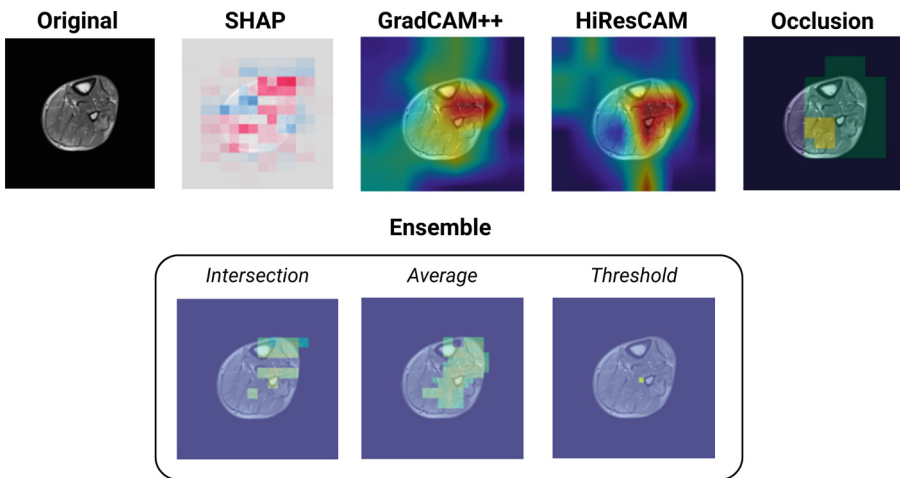 Original SHAP GradCAM++ HiResCAM Occlusion
Ensemble
Intersection Average Threshold